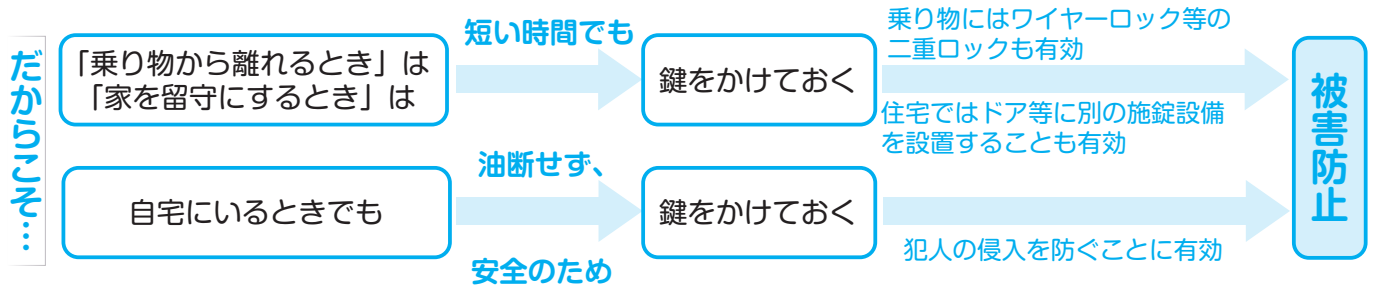 だからこそ…
「乗り物から離れるとき」は
「家を留守にするとき」は
短い時間でも
鍵をかけておく
乗り物にはワイヤーロック等の
二重ロックも有効
住宅ではドア等に別の施錠設備
を設置することも有効
自宅にいるときでも
油断せず、
安全のため
鍵をかけておく
犯人の侵入を防ぐことに有効
被害防止